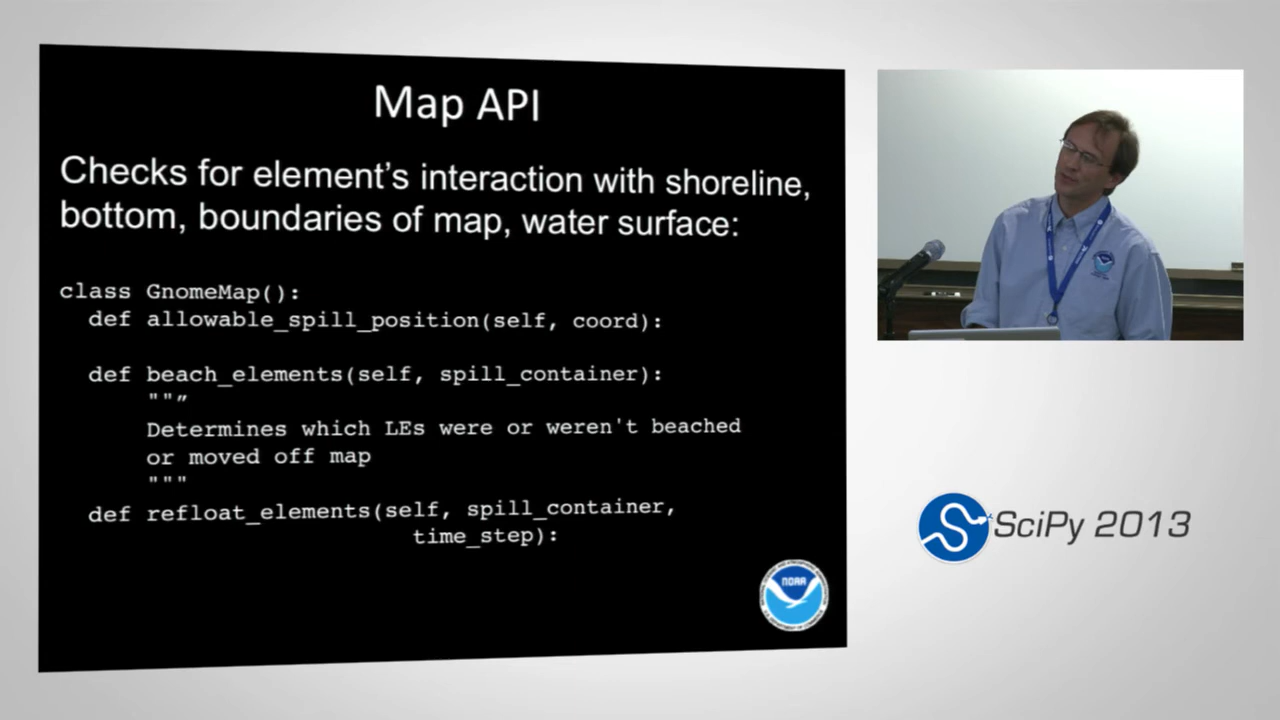 Map API
Checks for element's interaction with shoreline,
bottom, boundaries of map, water surface:
class GnomeMap():
def allowable_spill_position(self, coord):
def beach_elements(self, spill_container):
""”
Determines which LEs were or weren't beached
or moved off map
"""
def refloat_elements(self, spill_container,
time_step):
NOAA
SciPy 2013